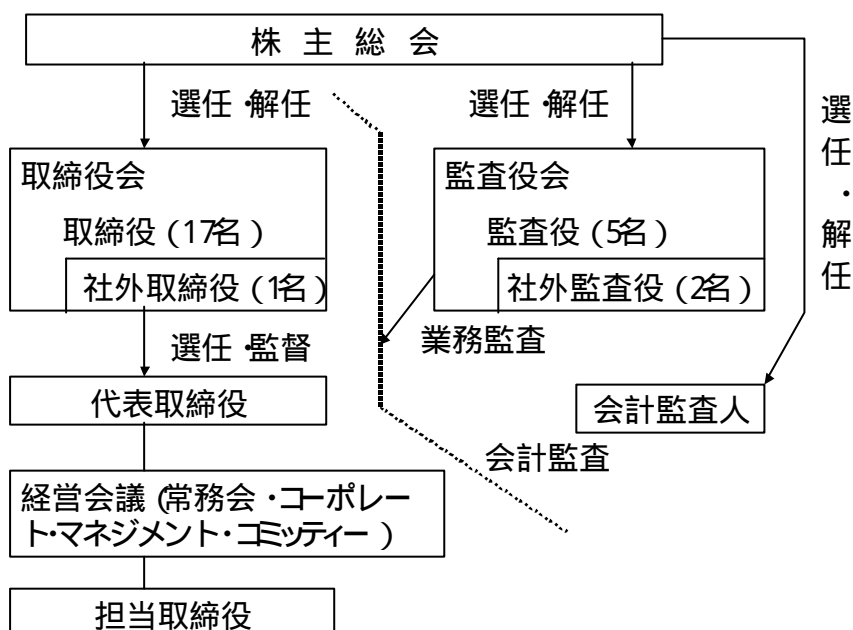 株主総会
選任・解任
選任・解任
選任・解任
取締役会
取締役(17名)
社外取締役(1名)
監査役会
監査役(5名)
社外監査役(2名)
選任・監督
業務監査
代表取締役
会計監査人
会計監査
経営会議(常務会・コーポレー
ト・マネジメント・コミッティー)
担当取締役